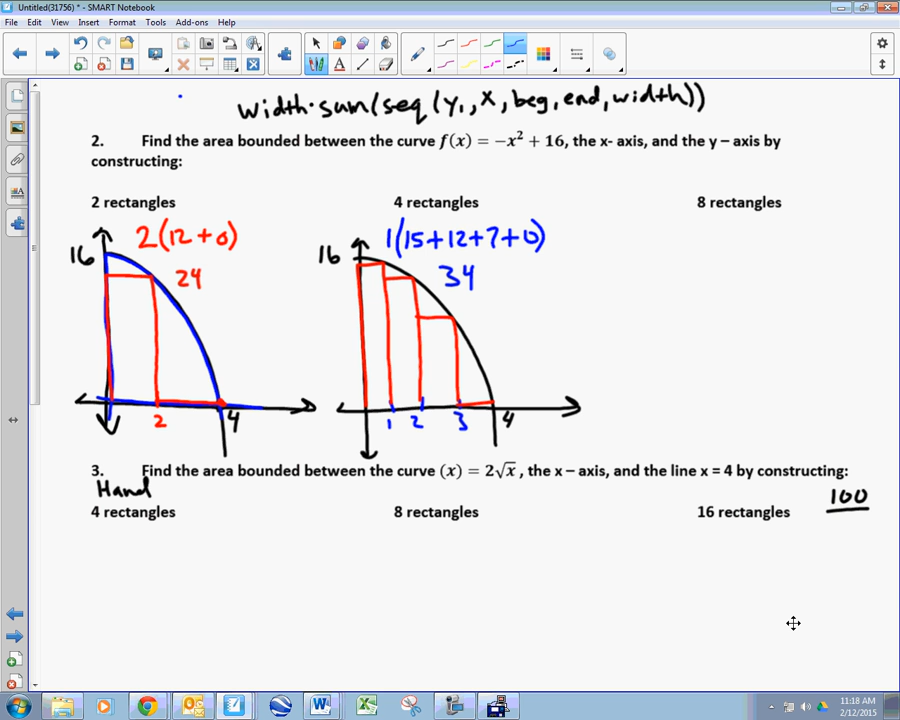 Untitled(31756) * - SMART Notebook
File Edit View Insert Format Tools Add-ons Help
width·sum(seq(y₁,x,beg,end,width))
2. Find the area bounded between the curve f(x) = −x² + 16, the x- axis, and the y – axis by
constructing:
2 rectangles 4 rectangles 8 rectangles
2(12+0) 1(15+12+7+0)
16 24 16 34
2 4 1 2 3 4
3. Find the area bounded between the curve (x) = 2√x , the x – axis, and the line x = 4 by constructing:
Hand 100
4 rectangles 8 rectangles 16 rectangles
11:18 AM
2/12/2015